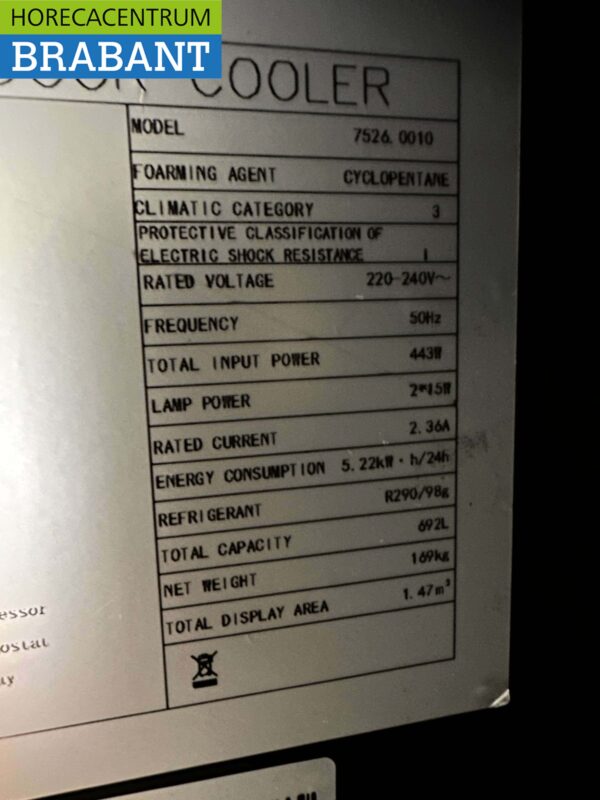 HORECACENTRUM
BRABANT
COOLER
MODEL 7526.0010
FOARMING AGENT CYCLOPENTANE
CLIMATIC CATEGORY 3
PROTECTIVE CLASSIFICATION OF
ELECTRIC SHOCK RESISTANCE I
RATED VOLTAGE 220-240V~
FREQUENCY 50Hz
TOTAL INPUT POWER 443W
LAMP POWER 2*15W
RATED CURRENT 2.36A
ENERGY CONSUMPTION 5.22kW·h/24h
REFRIGERANT R290/98g
TOTAL CAPACITY 692L
NET WEIGHT 169kg
TOTAL DISPLAY AREA 1.47m³